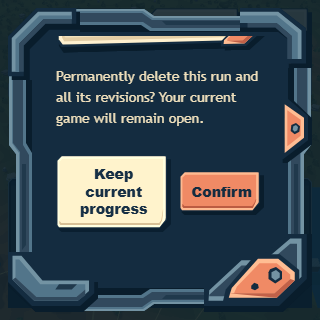 Permanently delete this run and
all its revisions? Your current
game will remain open.
Keep
current
progress
Confirm